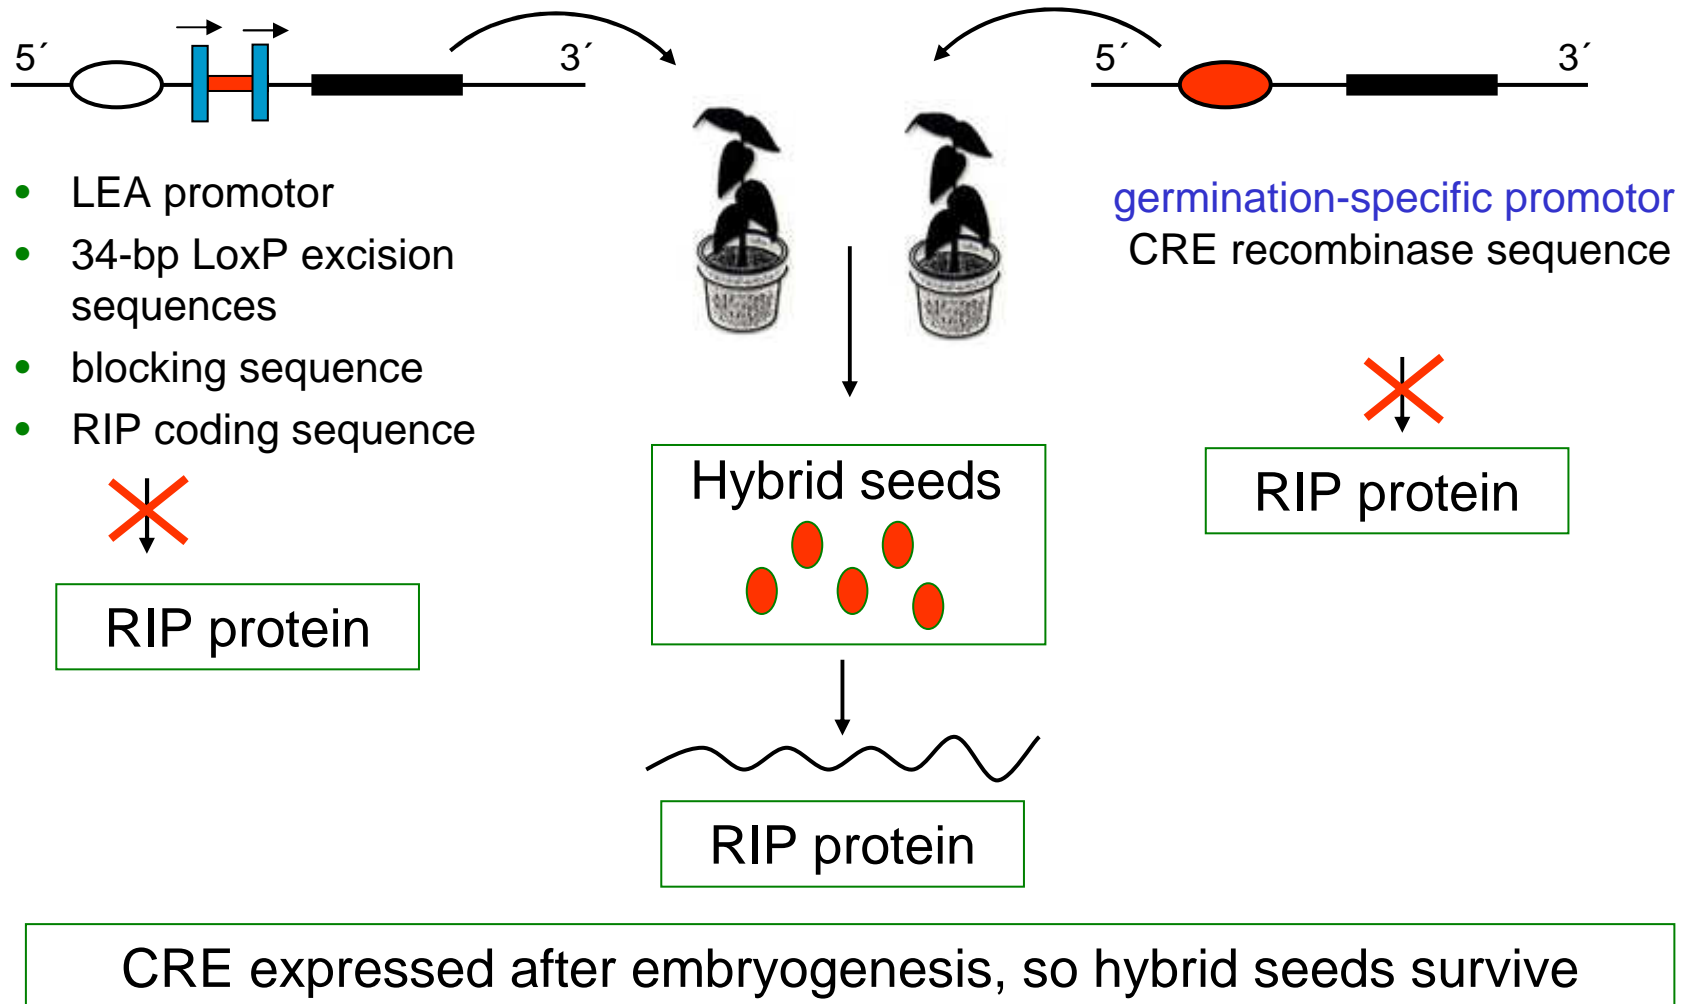 5´ 3´
5´ 3´
• LEA promotor
• 34-bp LoxP excision
sequences
• blocking sequence
• RIP coding sequence
RIP protein
germination-specific promotor
CRE recombinase sequence
RIP protein
Hybrid seeds
RIP protein
CRE expressed after embryogenesis, so hybrid seeds survive